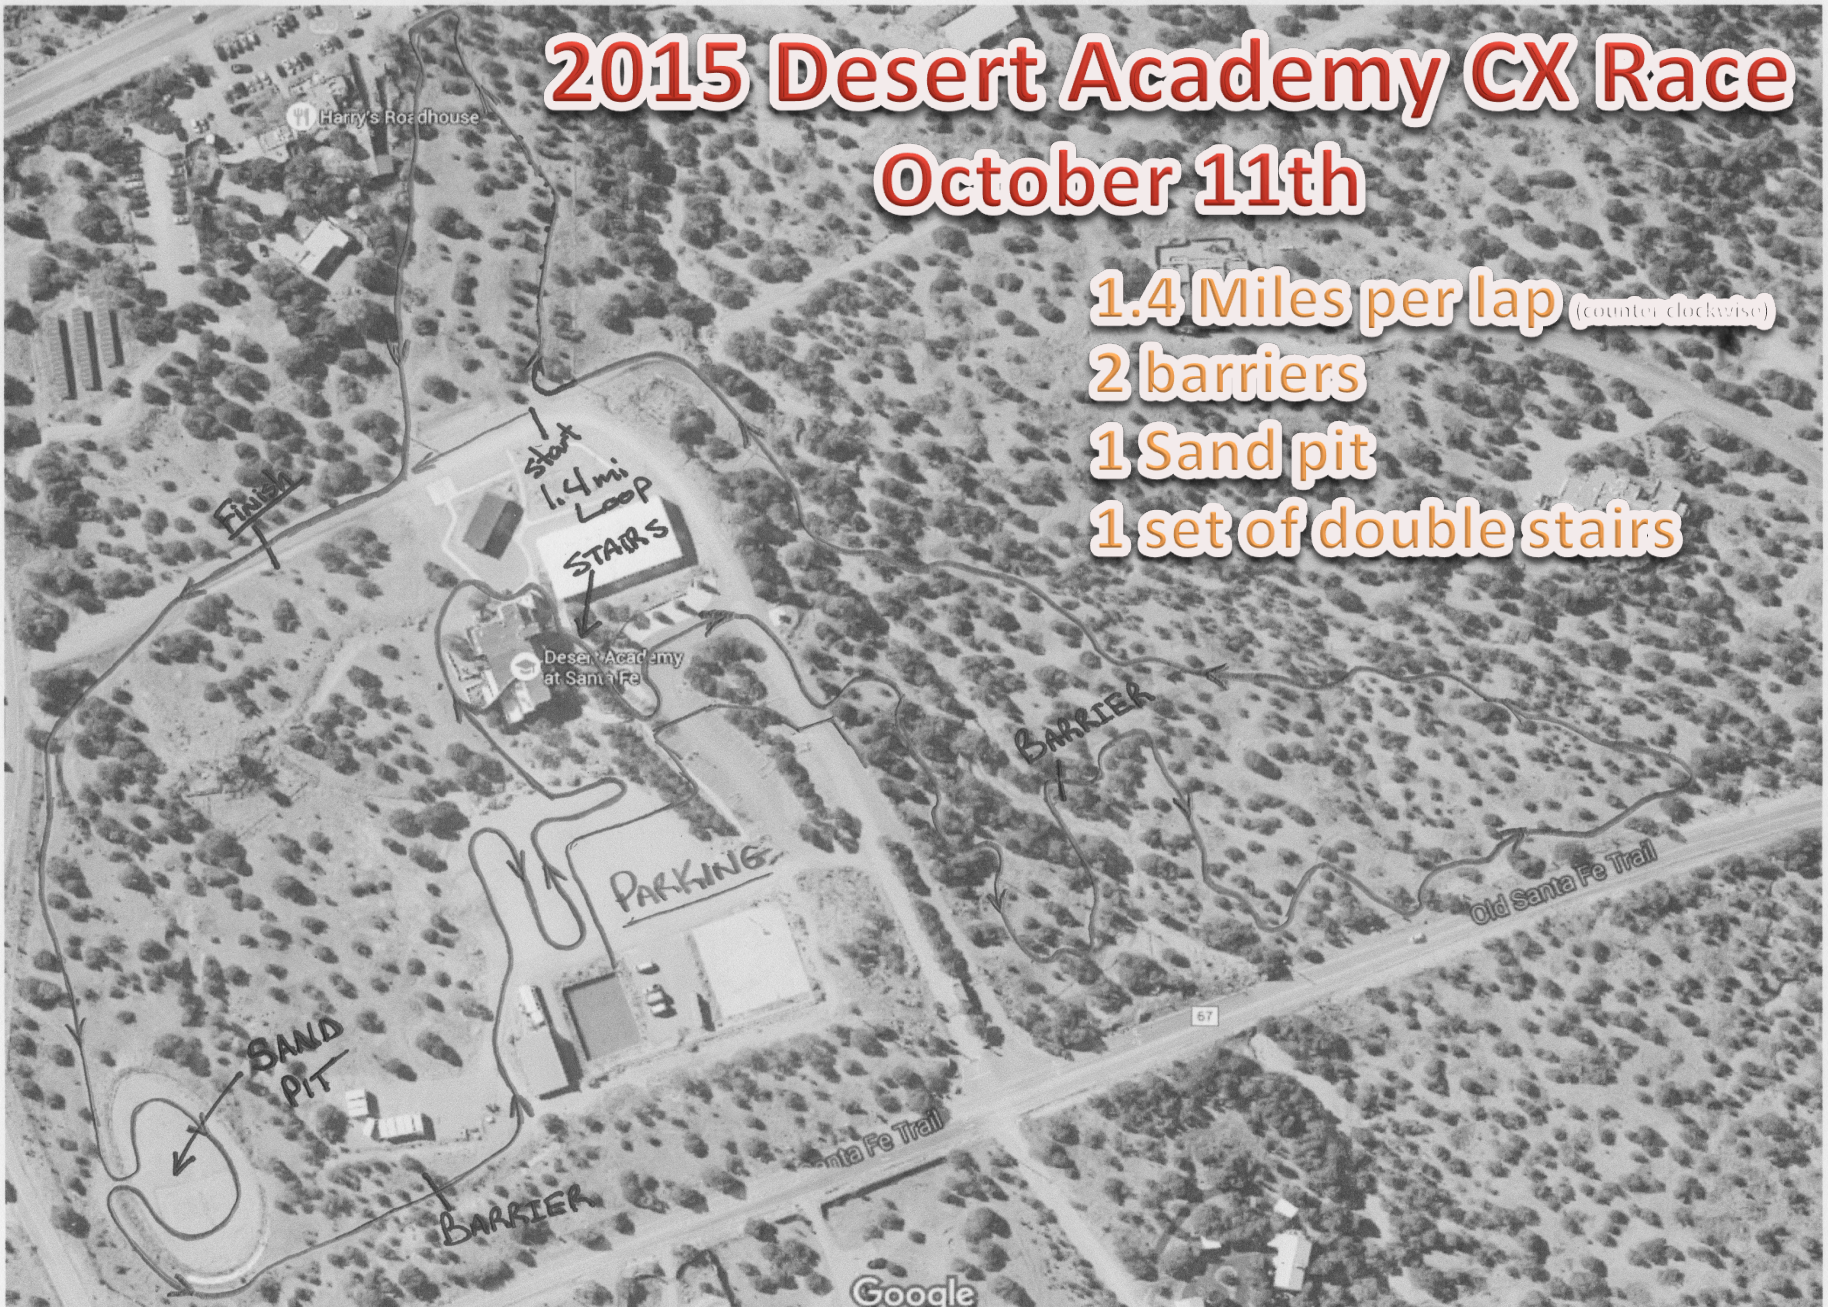 2015 Desert Academy CX Race
October 11th
Harry's Roadhouse
1.4 Miles per lap (counter clockwise)
2 barriers
1 Sand pit
1 set of double stairs
start
1.4 mi
Loop
Finish
STAIRS
Desert Academy
at Santa Fe
BARRIER
PARKING
Old Santa Fe Trail
67
SAND
PIT
Santa Fe Trail
BARRIER
Google